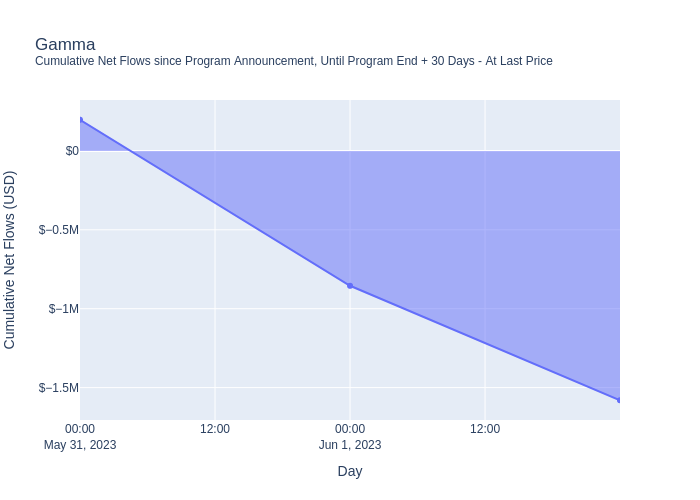 Gamma
Cumulative Net Flows since Program Announcement, Until Program End + 30 Days - At Last Price
Cumulative Net Flows (USD)
$0
$−0.5M
$−1M
$−1.5M
00:00 12:00 00:00 12:00
May 31, 2023 Jun 1, 2023
Day